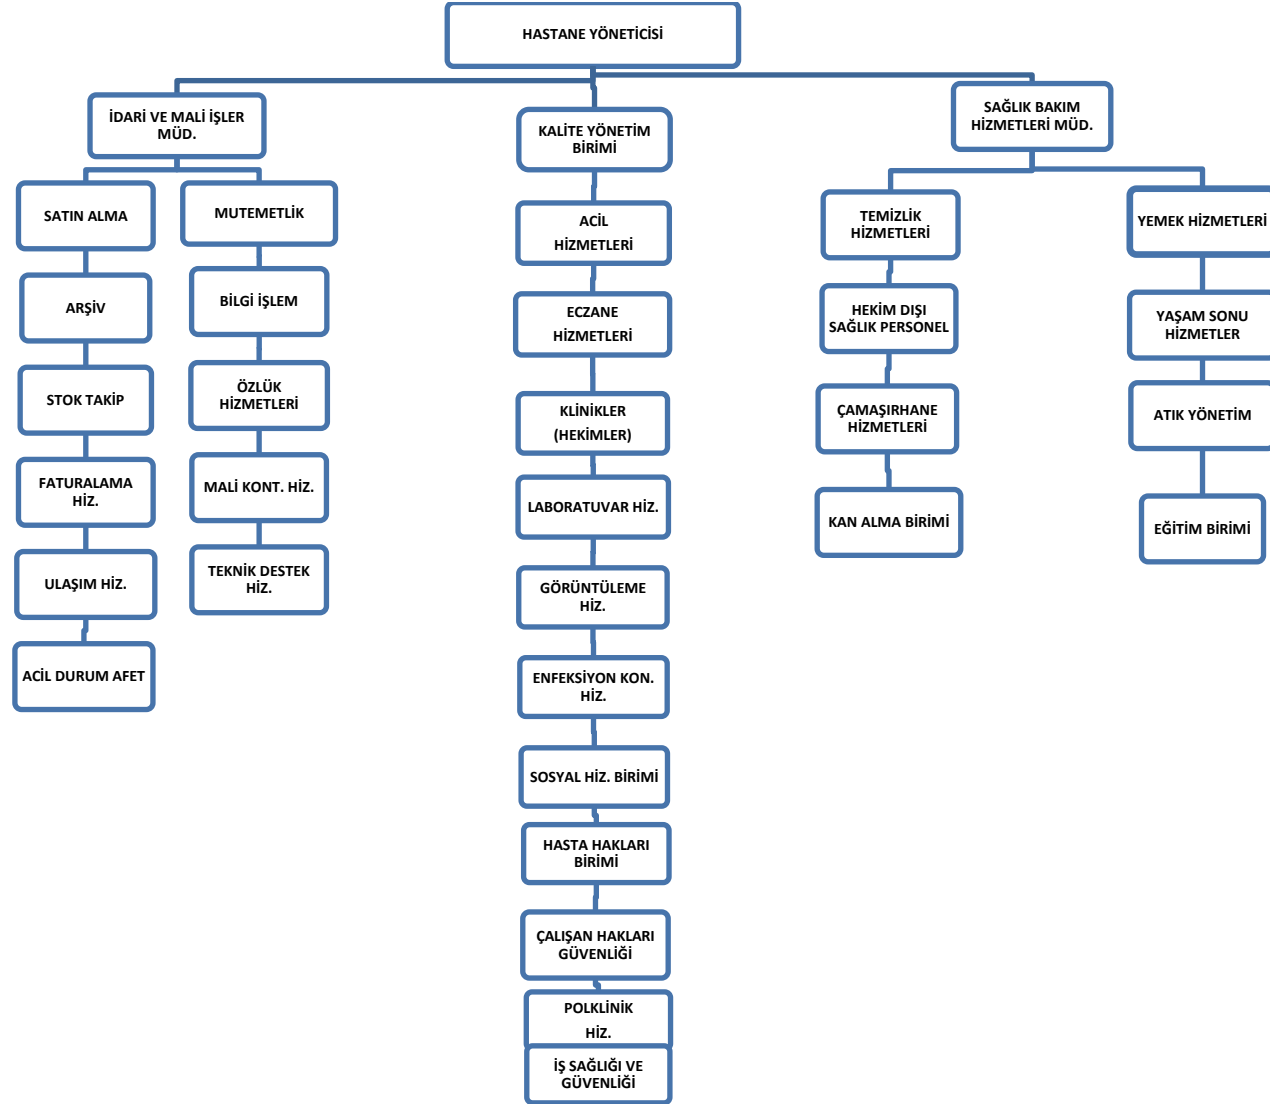 HASTANE YÖNETİCİSİ
İDARİ VE MALİ İŞLER
MÜD.
SATIN ALMA
ARŞİV
STOK TAKİP
FATURALAMA
HİZ.
ULAŞIM HİZ.
ACİL DURUM AFET
MUTEMETLİK
BİLGİ İŞLEM
ÖZLÜK
HİZMETLERİ
MALİ KONT. HİZ.
TEKNİK DESTEK
HİZ.
KALİTE YÖNETİM
BİRİMİ
ACİL
HİZMETLERİ
ECZANE
HİZMETLERİ
KLİNİKLER
(HEKİMLER)
LABORATUVAR HİZ.
GÖRÜNTÜLEME
HİZ.
ENFEKSİYON KON.
HİZ.
SOSYAL HİZ. BİRİMİ
HASTA HAKLARI
BİRİMİ
ÇALIŞAN HAKLARI
GÜVENLİĞİ
POLKLİNİK
HİZ.
İŞ SAĞLIĞI VE
GÜVENLİĞİ
SAĞLIK BAKIM
HİZMETLERİ MÜD.
TEMİZLİK
HİZMETLERİ
HEKİM DIŞI
SAĞLIK PERSONEL
ÇAMAŞIRHANE
HİZMETLERİ
KAN ALMA BİRİMİ
YEMEK HİZMETLERİ
YAŞAM SONU
HİZMETLER
ATIK YÖNETİM
EĞİTİM BİRİMİ